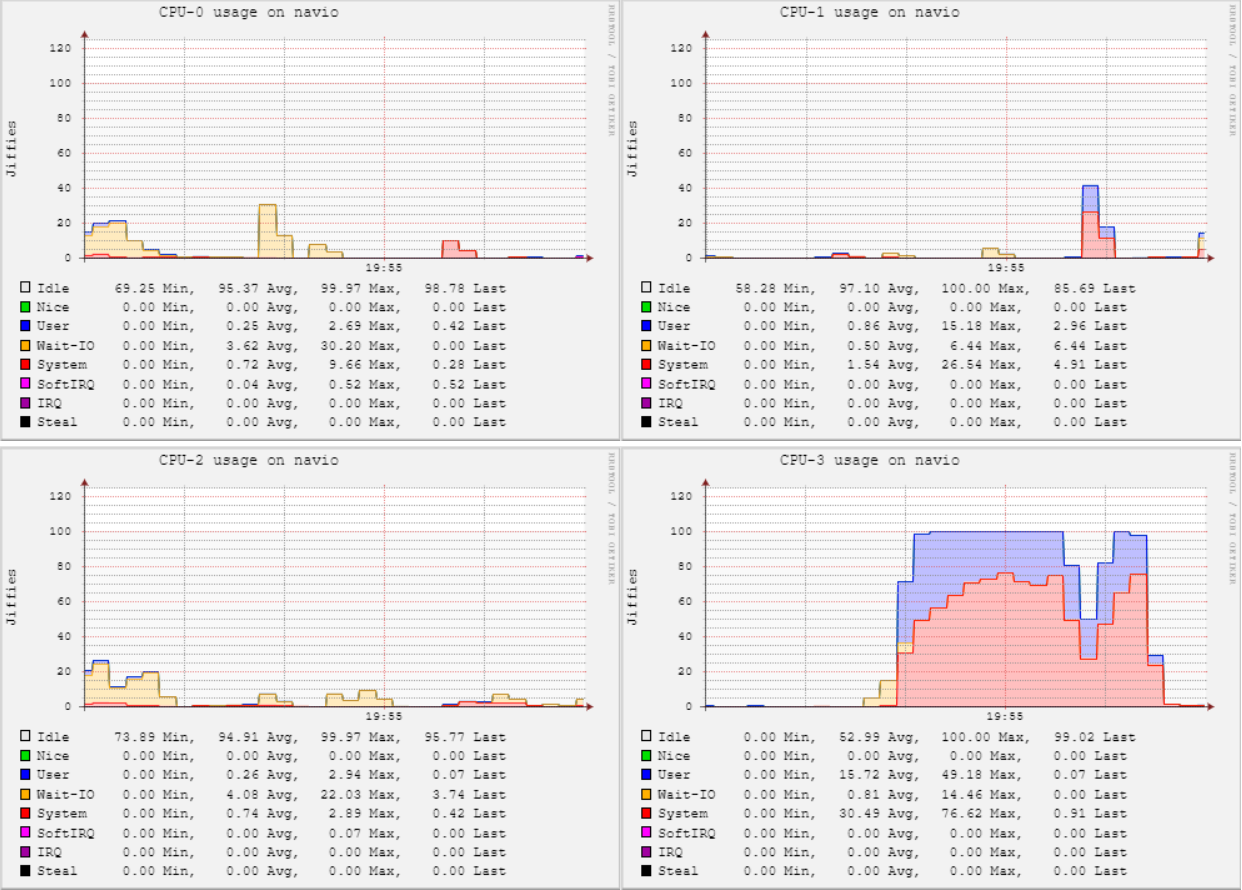 CPU-0 usage on navio
RRDTOOL / TOBI OETIKER
Jiffies
120
100
80
60
40
20
0
19:55
Idle 69.25 Min, 95.37 Avg, 99.97 Max, 98.78 Last
Nice 0.00 Min, 0.00 Avg, 0.00 Max, 0.00 Last
User 0.00 Min, 0.25 Avg, 2.69 Max, 0.42 Last
Wait-IO 0.00 Min, 3.62 Avg, 30.20 Max, 0.00 Last
System 0.00 Min, 0.72 Avg, 9.66 Max, 0.28 Last
SoftIRQ 0.00 Min, 0.04 Avg, 0.52 Max, 0.52 Last
IRQ 0.00 Min, 0.00 Avg, 0.00 Max, 0.00 Last
Steal 0.00 Min, 0.00 Avg, 0.00 Max, 0.00 Last
CPU-1 usage on navio
RRDTOOL / TOBI OETIKER
Jiffies
120
100
80
60
40
20
0
19:55
Idle 58.28 Min, 97.10 Avg, 100.00 Max, 85.69 Last
Nice 0.00 Min, 0.00 Avg, 0.00 Max, 0.00 Last
User 0.00 Min, 0.86 Avg, 15.18 Max, 2.96 Last
Wait-IO 0.00 Min, 0.50 Avg, 6.44 Max, 6.44 Last
System 0.00 Min, 1.54 Avg, 26.54 Max, 4.91 Last
SoftIRQ 0.00 Min, 0.00 Avg, 0.00 Max, 0.00 Last
IRQ 0.00 Min, 0.00 Avg, 0.00 Max, 0.00 Last
Steal 0.00 Min, 0.00 Avg, 0.00 Max, 0.00 Last
CPU-2 usage on navio
RRDTOOL / TOBI OETIKER
Jiffies
120
100
80
60
40
20
0
19:55
Idle 73.89 Min, 94.91 Avg, 99.97 Max, 95.77 Last
Nice 0.00 Min, 0.00 Avg, 0.00 Max, 0.00 Last
User 0.00 Min, 0.26 Avg, 2.94 Max, 0.07 Last
Wait-IO 0.00 Min, 4.08 Avg, 22.03 Max, 3.74 Last
System 0.00 Min, 0.74 Avg, 2.89 Max, 0.42 Last
SoftIRQ 0.00 Min, 0.00 Avg, 0.07 Max, 0.00 Last
IRQ 0.00 Min, 0.00 Avg, 0.00 Max, 0.00 Last
Steal 0.00 Min, 0.00 Avg, 0.00 Max, 0.00 Last
CPU-3 usage on navio
RRDTOOL / TOBI OETIKER
Jiffies
120
100
80
60
40
20
0
19:55
Idle 0.00 Min, 52.99 Avg, 100.00 Max, 99.02 Last
Nice 0.00 Min, 0.00 Avg, 0.00 Max, 0.00 Last
User 0.00 Min, 15.72 Avg, 49.18 Max, 0.07 Last
Wait-IO 0.00 Min, 0.81 Avg, 14.46 Max, 0.00 Last
System 0.00 Min, 30.49 Avg, 76.62 Max, 0.91 Last
SoftIRQ 0.00 Min, 0.00 Avg, 0.00 Max, 0.00 Last
IRQ 0.00 Min, 0.00 Avg, 0.00 Max, 0.00 Last
Steal 0.00 Min, 0.00 Avg, 0.00 Max, 0.00 Last